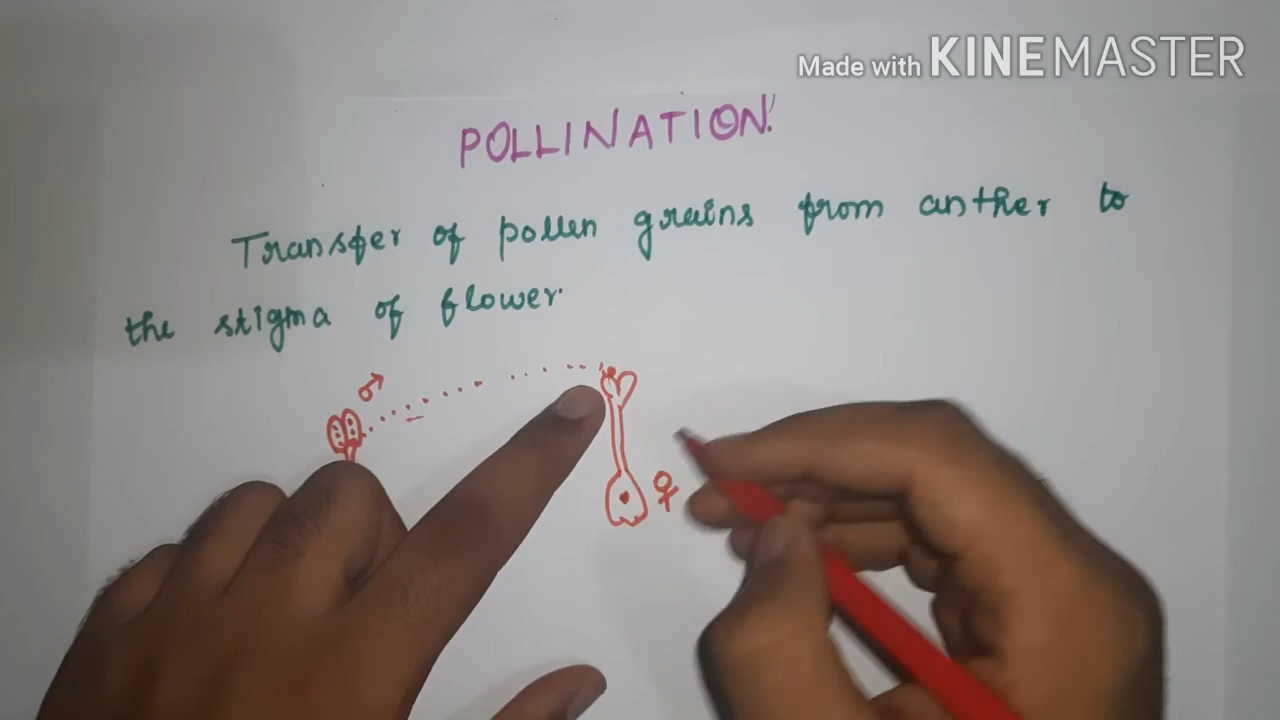 Made with KINEMASTER
POLLINATION!
Transfer of pollen grains from anther to
the stigma of flower.
♂
♀